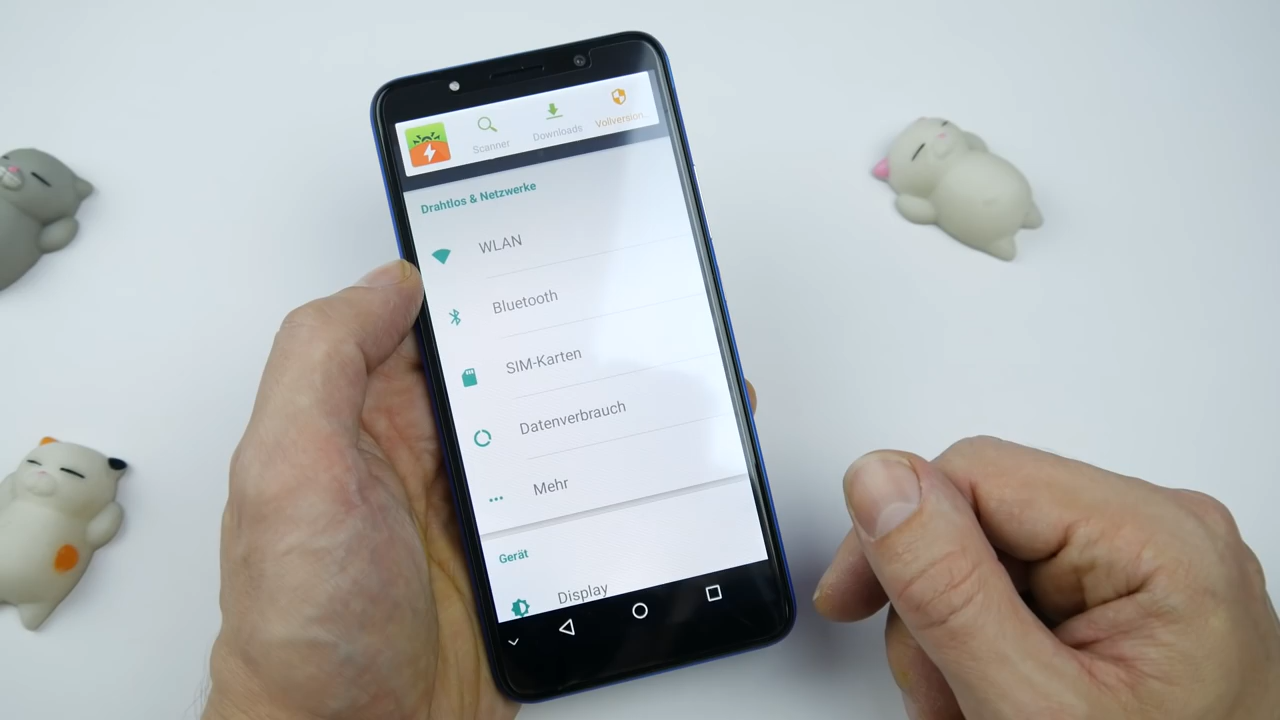 Scanner
Downloads
Vollversion..
Drahtlos & Netzwerke
WLAN
Bluetooth
SIM-Karten
Datenverbrauch
Mehr
Gerät
Display